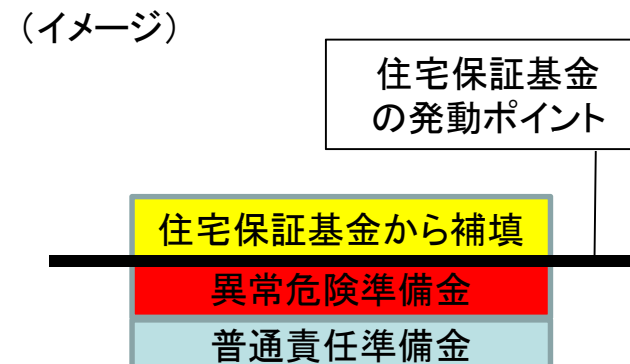 （イメージ）
住宅保証基金
の発動ポイント
住宅保証基金から補填
異常危険準備金
普通責任準備金